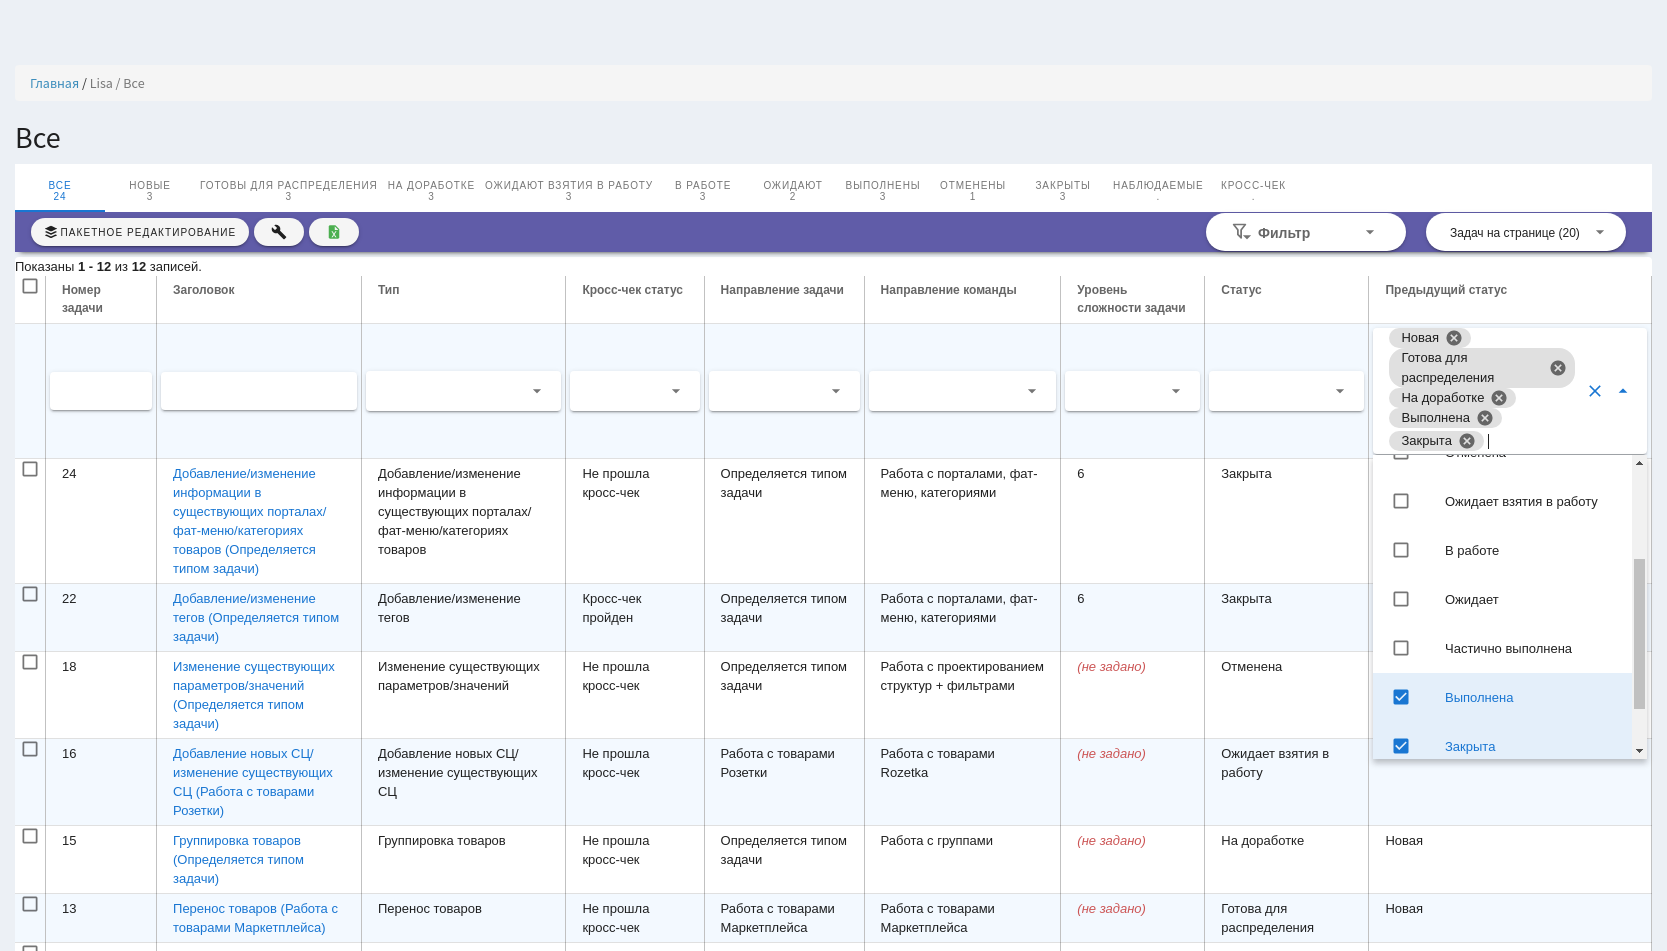 Главная / Lisa / Все
Все
ВСЕ
24
НОВЫЕ
3
ГОТОВЫ ДЛЯ РАСПРЕДЕЛЕНИЯ
3
НА ДОРАБОТКЕ
3
ОЖИДАЮТ ВЗЯТИЯ В РАБОТУ
3
В РАБОТЕ
3
ОЖИДАЮТ
2
ВЫПОЛНЕНЫ
3
ОТМЕНЕНЫ
1
ЗАКРЫТЫ
3
НАБЛЮДАЕМЫЕ
.
КРОСС-ЧЕК
.
ПАКЕТНОЕ РЕДАКТИРОВАНИЕ
Фильтр
Задач на странице (20)
Показаны 1 - 12 из 12 записей.
Номер
задачи
Заголовок
Тип
Кросс-чек статус
Направление задачи
Направление команды
Уровень
сложности задачи
Статус
Предыдущий статус
Новая
Готова для
распределения
На доработке
Выполнена
Закрыта
Отменена
Ожидает взятия в работу
В работе
Ожидает
Частично выполнена
Выполнена
Закрыта
24
Добавление/изменение
информации в
существующих порталах/
фат-меню/категориях
товаров (Определяется
типом задачи)
Добавление/изменение
информации в
существующих порталах/
фат-меню/категориях
товаров
Не прошла
кросс-чек
Определяется типом
задачи
Работа с порталами, фат-
меню, категориями
6
Закрыта
22
Добавление/изменение
тегов (Определяется типом
задачи)
Добавление/изменение
тегов
Кросс-чек
пройден
Определяется типом
задачи
Работа с порталами, фат-
меню, категориями
6
Закрыта
18
Изменение существующих
параметров/значений
(Определяется типом
задачи)
Изменение существующих
параметров/значений
Не прошла
кросс-чек
Определяется типом
задачи
Работа с проектированием
структур + фильтрами
(не задано)
Отменена
16
Добавление новых СЦ/
изменение существующих
СЦ (Работа с товарами
Розетки)
Добавление новых СЦ/
изменение существующих
СЦ
Не прошла
кросс-чек
Работа с товарами
Розетки
Работа с товарами
Rozetka
(не задано)
Ожидает взятия в
работу
15
Группировка товаров
(Определяется типом
задачи)
Группировка товаров
Не прошла
кросс-чек
Определяется типом
задачи
Работа с группами
(не задано)
На доработке
Новая
13
Перенос товаров (Работа с
товарами Маркетплейса)
Перенос товаров
Не прошла
кросс-чек
Работа с товарами
Маркетплейса
Работа с товарами
Маркетплейса
(не задано)
Готова для
распределения
Новая